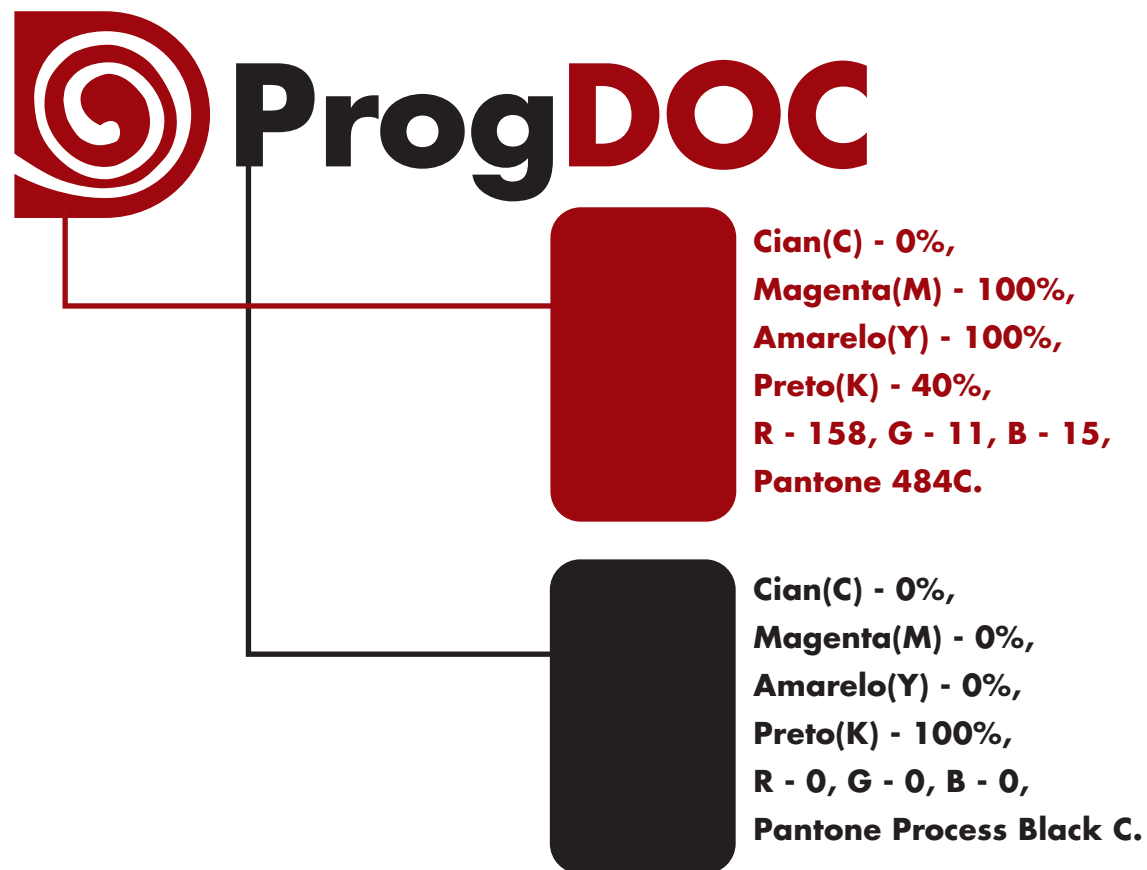 ProgDOC
Cian(C) - 0%,
Magenta(M) - 100%,
Amarelo(Y) - 100%,
Preto(K) - 40%,
R - 158, G - 11, B - 15,
Pantone 484C.
Cian(C) - 0%,
Magenta(M) - 0%,
Amarelo(Y) - 0%,
Preto(K) - 100%,
R - 0, G - 0, B - 0,
Pantone Process Black C.